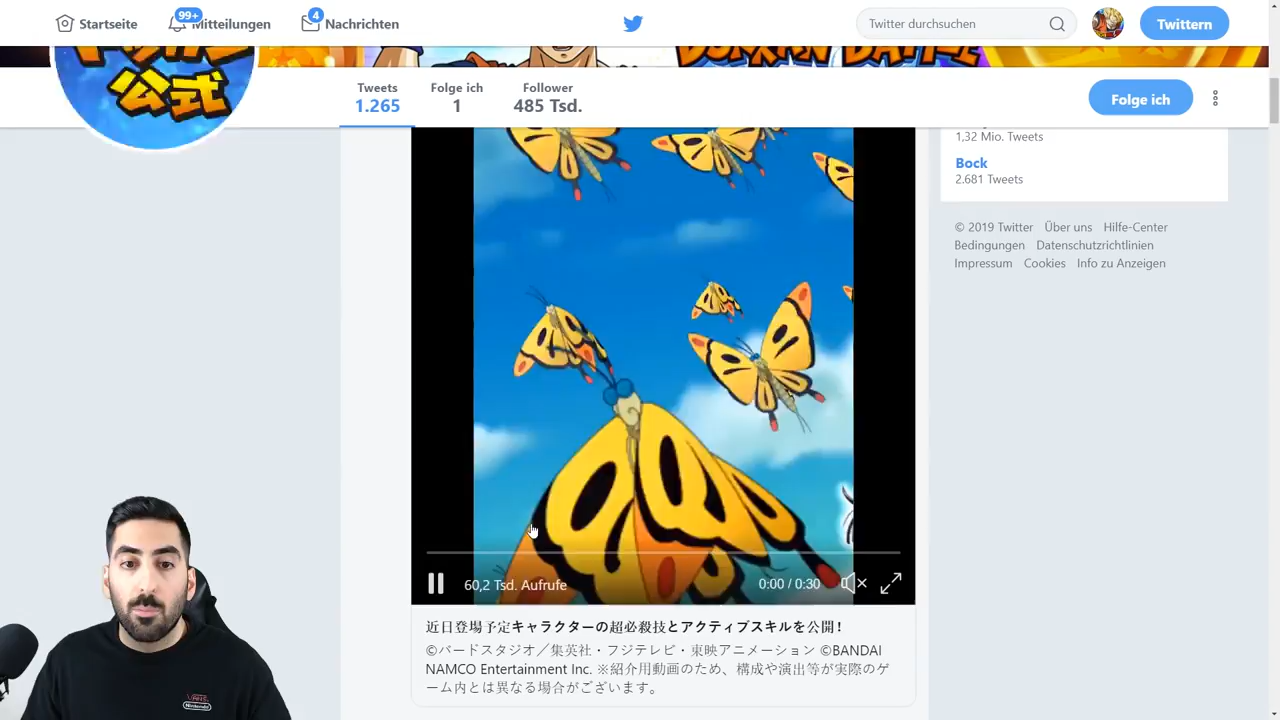 Startseite
99+
Mitteilungen
4
Nachrichten
Twitter durchsuchen
Twittern
公式
Tweets
1.265
Folge ich
1
Follower
485 Tsd.
Folge ich
1,32 Mio. Tweets
Bock
2.681 Tweets
© 2019 Twitter Über uns Hilfe-Center
Bedingungen Datenschutzrichtlinien
Impressum Cookies Info zu Anzeigen
60,2 Tsd. Aufrufe
0:00 / 0:30
近日登場予定キャラクターの超必殺技とアクティブスキルを公開!
©バードスタジオ/集英社・フジテレビ・東映アニメーション ©BANDAI
NAMCO Entertainment Inc. ※紹介用動画のため、構成や演出等が実際のゲ
ーム内とは異なる場合がございます。
Nintendo